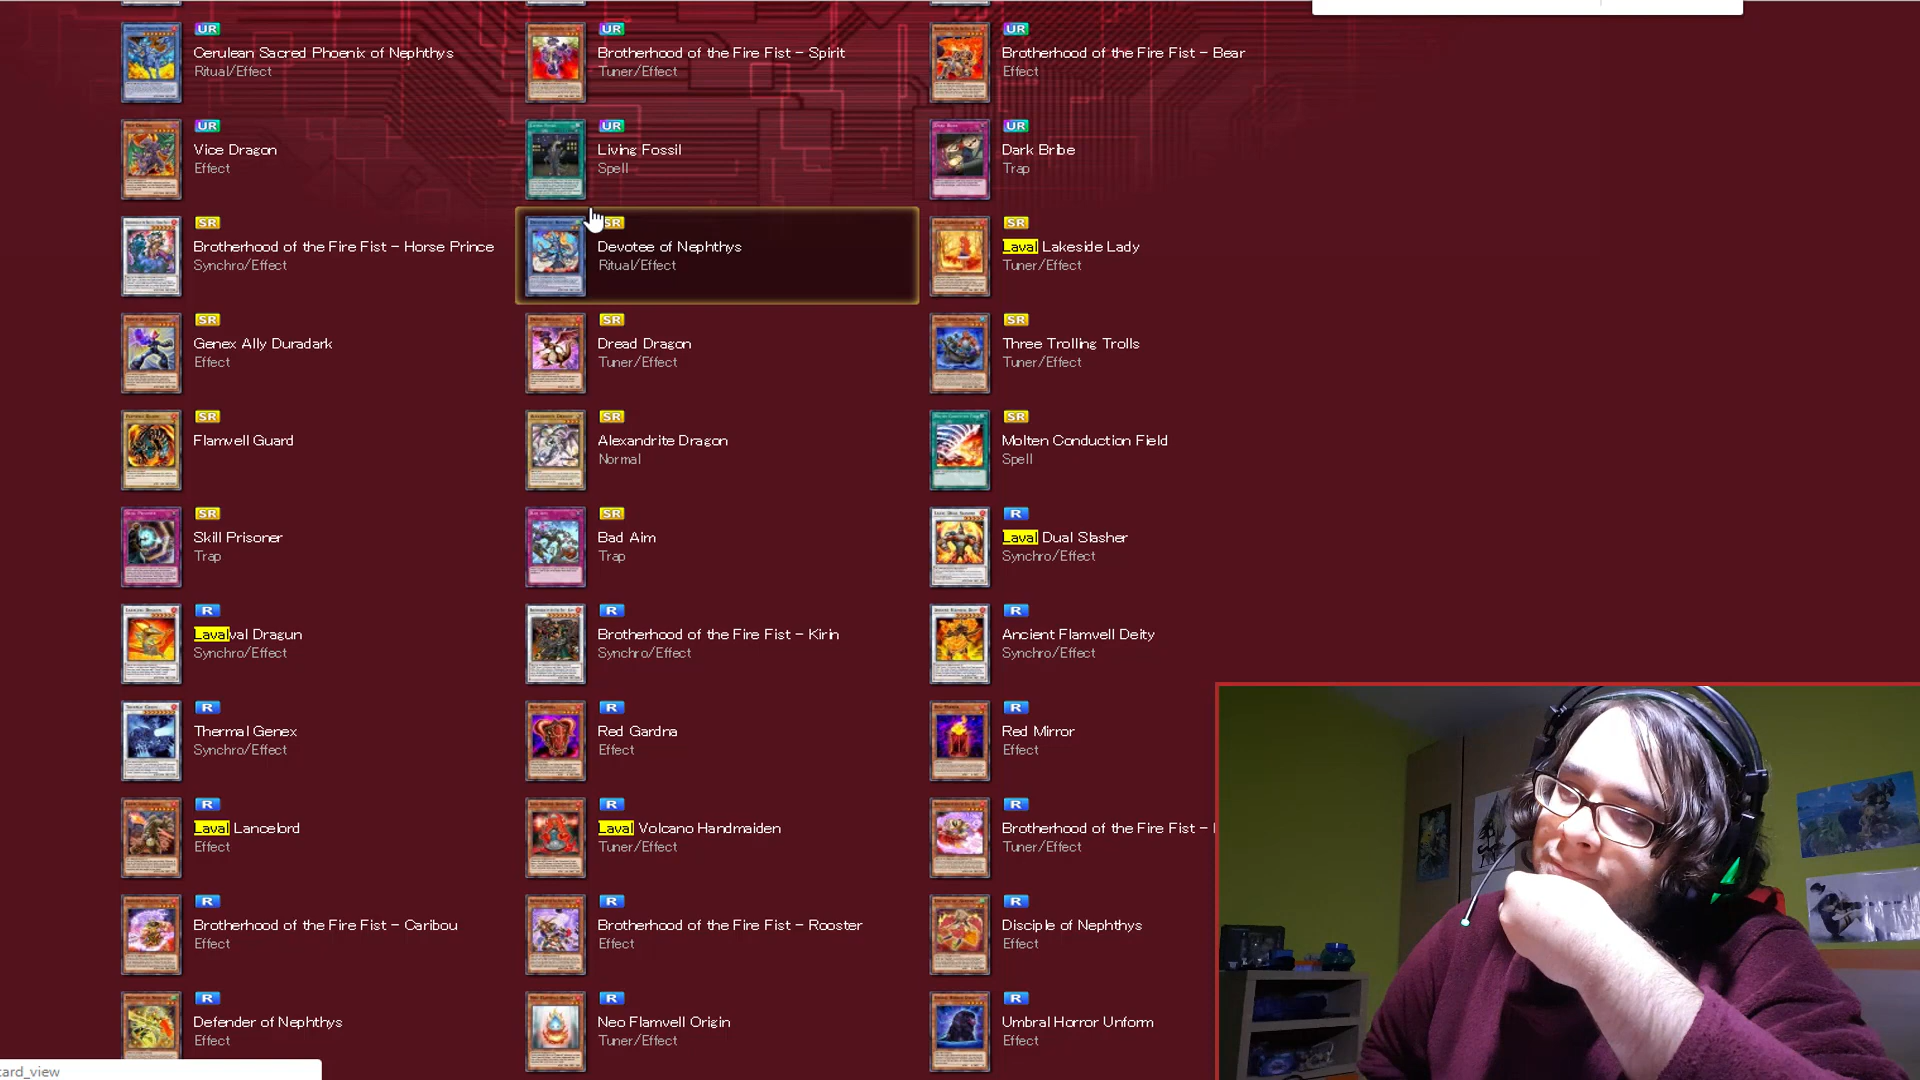 UR
Cerulean Sacred Phoenix of Nephthys
Ritual/Effect
UR
Brotherhood of the Fire Fist – Spirit
Tuner/Effect
UR
Brotherhood of the Fire Fist – Bear
Effect
UR
Vice Dragon
Effect
UR
Living Fossil
Spell
UR
Dark Bribe
Trap
SR
Brotherhood of the Fire Fist – Horse Prince
Synchro/Effect
SR
Devotee of Nephthys
Ritual/Effect
SR
Laval Lakeside Lady
Tuner/Effect
SR
Genex Ally Duradark
Effect
SR
Dread Dragon
Tuner/Effect
SR
Three Trolling Trolls
Tuner/Effect
SR
Flamvell Guard
SR
Alexandrite Dragon
Normal
SR
Molten Conduction Field
Spell
SR
Skill Prisoner
Trap
SR
Bad Aim
Trap
R
Laval Dual Slasher
Synchro/Effect
R
Lavalval Dragun
Synchro/Effect
R
Brotherhood of the Fire Fist – Kirin
Synchro/Effect
R
Ancient Flamvell Deity
Synchro/Effect
R
Thermal Genex
Synchro/Effect
R
Red Gardna
Effect
R
Red Mirror
Effect
R
Laval Lancelord
Effect
R
Laval Volcano Handmaiden
Tuner/Effect
R
Brotherhood of the Fire Fist –
Tuner/Effect
R
Brotherhood of the Fire Fist – Caribou
Effect
R
Brotherhood of the Fire Fist – Rooster
Effect
R
Disciple of Nephthys
Effect
R
Defender of Nephthys
Effect
R
Neo Flamvell Origin
Tuner/Effect
R
Umbral Horror Unform
Effect
card_view